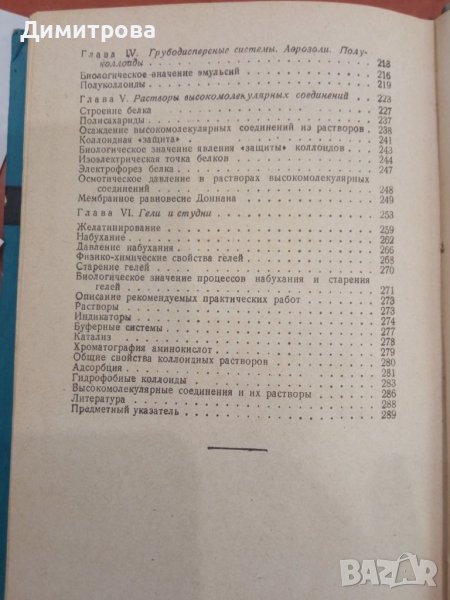 Димитрова
Глава IV. Грубодисперсные системы. Аэрозоли. Полу-
коллоиды . . . 213
Биологическое значение эмульсий . . . 216
Полуколлоиды . . . 219
Глава V. Растворы высокомолекулярных соединений . . . 223
Строение белка . . . 227
Полисахариды . . . 237
Осаждение высокомолекулярных соединений из растворов . 238
Коллоидная «защита» . . . 241
Биологическое значение явления «защиты» коллоидов . . 243
Изоэлектрическая точка белков . . . 244
Электрофорез белка . . . 247
Осмотическое давление в растворах высокомолекулярных
соединений . . . 248
Мембранное равновесие Доннана . . . 249
Глава VI. Гели и студни . . . 253
Желатинирование . . . 259
Набухание . . . 262
Давление набухания . . . 266
Физико-химические свойства гелей . . . 268
Старение гелей . . . 270
Биологическое значение процессов набухания и старения
гелей . . . 271
Описание рекомендуемых практических работ . . . 273
Растворы . . . 273
Индикаторы . . . 274
Буферные системы . . . 277
Катализ . . . 278
Хроматография аминокислот . . . 279
Общие свойства коллоидных растворов . . . 280
Адсорбция . . . 281
Гидрофобные коллоиды . . . 283
Высокомолекулярные соединения и их растворы . . . 286
Литература . . . 288
Предметный указатель . . . 289
BAZAR.BG